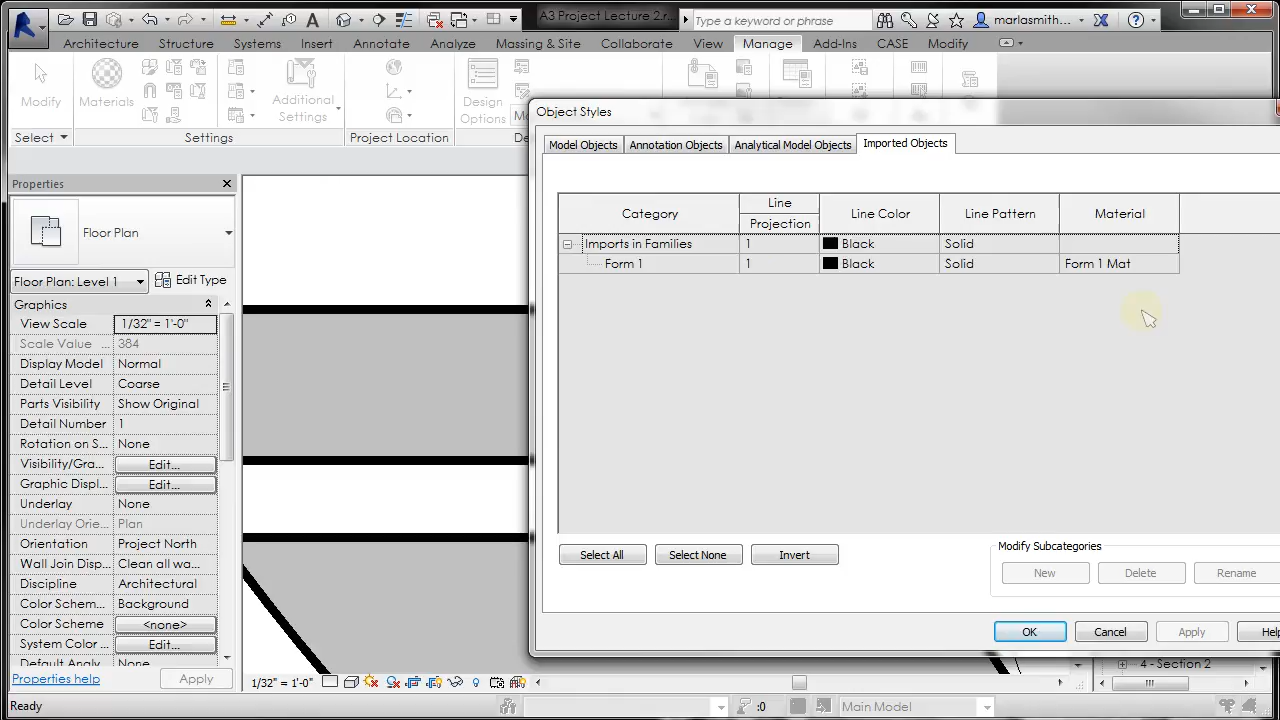 A3 Project Lecture 2.r...
Type a keyword or phrase
marlasmith...
Architecture Structure Systems Insert Annotate Analyze Massing & Site Collaborate View Manage Add-Ins CASE Modify
Modify
Materials
Additional
Settings
Design
Options
Select
Settings
Project Location
Properties
Floor Plan
Floor Plan: Level 1
Edit Type
Graphics
View Scale 1/32" = 1'-0"
Scale Value ... 384
Display Model Normal
Detail Level Coarse
Parts Visibility Show Original
Detail Number 1
Rotation on S... None
Visibility/Gra... Edit...
Graphic Displ... Edit...
Underlay None
Underlay Orie... Plan
Orientation Project North
Wall Join Disp... Clean all wa...
Discipline Architectural
Color Schem... Background
Color Scheme <none>
System Color ... Edit...
Default Analy... None
Properties help
Apply
Object Styles
Model Objects Annotation Objects Analytical Model Objects Imported Objects
Category Line Projection Line Color Line Pattern Material
Imports in Families 1 Black Solid
Form 1 1 Black Solid Form 1 Mat
Select All Select None Invert
Modify Subcategories
New Delete Rename
OK Cancel Apply Help
4 - Section 2
1/32" = 1'-0"
Ready
:0
Main Model